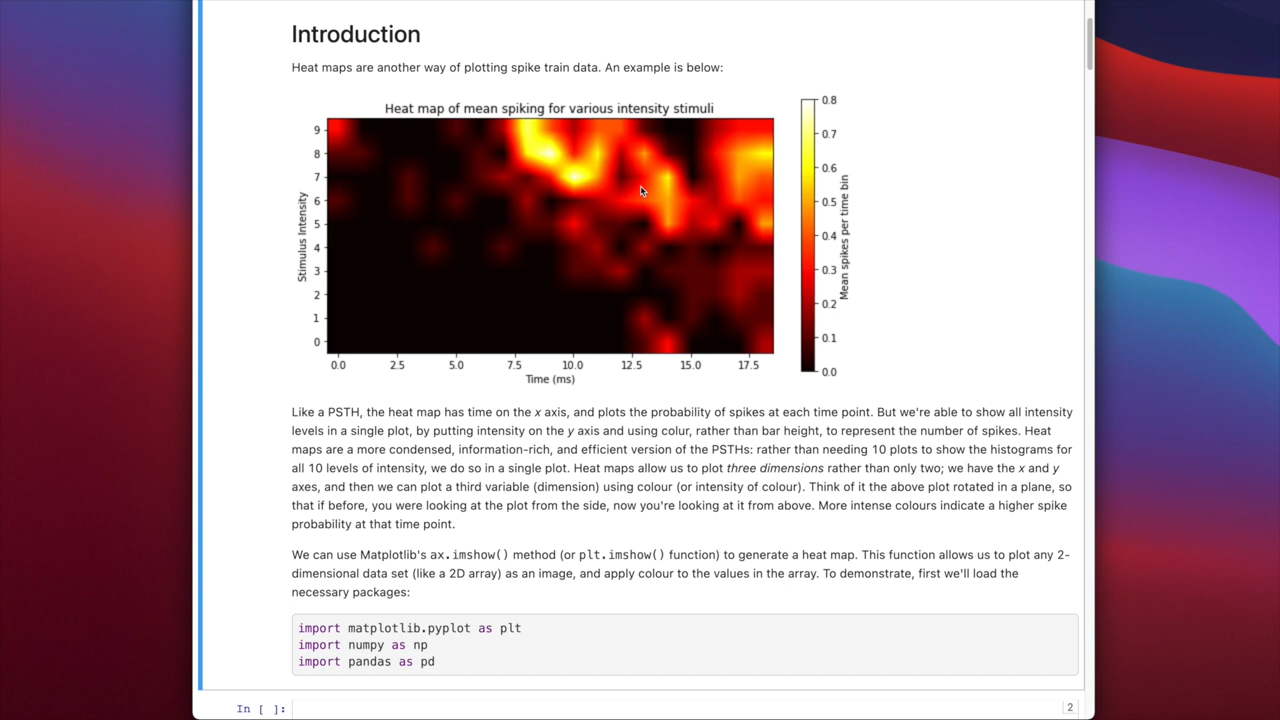 Introduction
Heat maps are another way of plotting spike train data. An example is below:
Heat map of mean spiking for various intensity stimuli
9
8
7
6
5
4
3
2
1
0
Stimulus Intensity
0.0 2.5 5.0 7.5 10.0 12.5 15.0 17.5
Time (ms)
0.8
0.7
0.6
0.5
0.4
0.3
0.2
0.1
0.0
Mean spikes per time bin
Like a PSTH, the heat map has time on the x axis, and plots the probability of spikes at each time point. But we're able to show all intensity
levels in a single plot, by putting intensity on the y axis and using colur, rather than bar height, to represent the number of spikes. Heat
maps are a more condensed, information-rich, and efficient version of the PSTHs: rather than needing 10 plots to show the histograms for
all 10 levels of intensity, we do so in a single plot. Heat maps allow us to plot three dimensions rather than only two; we have the x and y
axes, and then we can plot a third variable (dimension) using colour (or intensity of colour). Think of it the above plot rotated in a plane, so
that if before, you were looking at the plot from the side, now you're looking at it from above. More intense colours indicate a higher spike
probability at that time point.
We can use Matplotlib's ax.imshow() method (or plt.imshow() function) to generate a heat map. This function allows us to plot any 2-
dimensional data set (like a 2D array) as an image, and apply colour to the values in the array. To demonstrate, first we'll load the
necessary packages:
import matplotlib.pyplot as plt
import numpy as np
import pandas as pd
In [ ]:
2